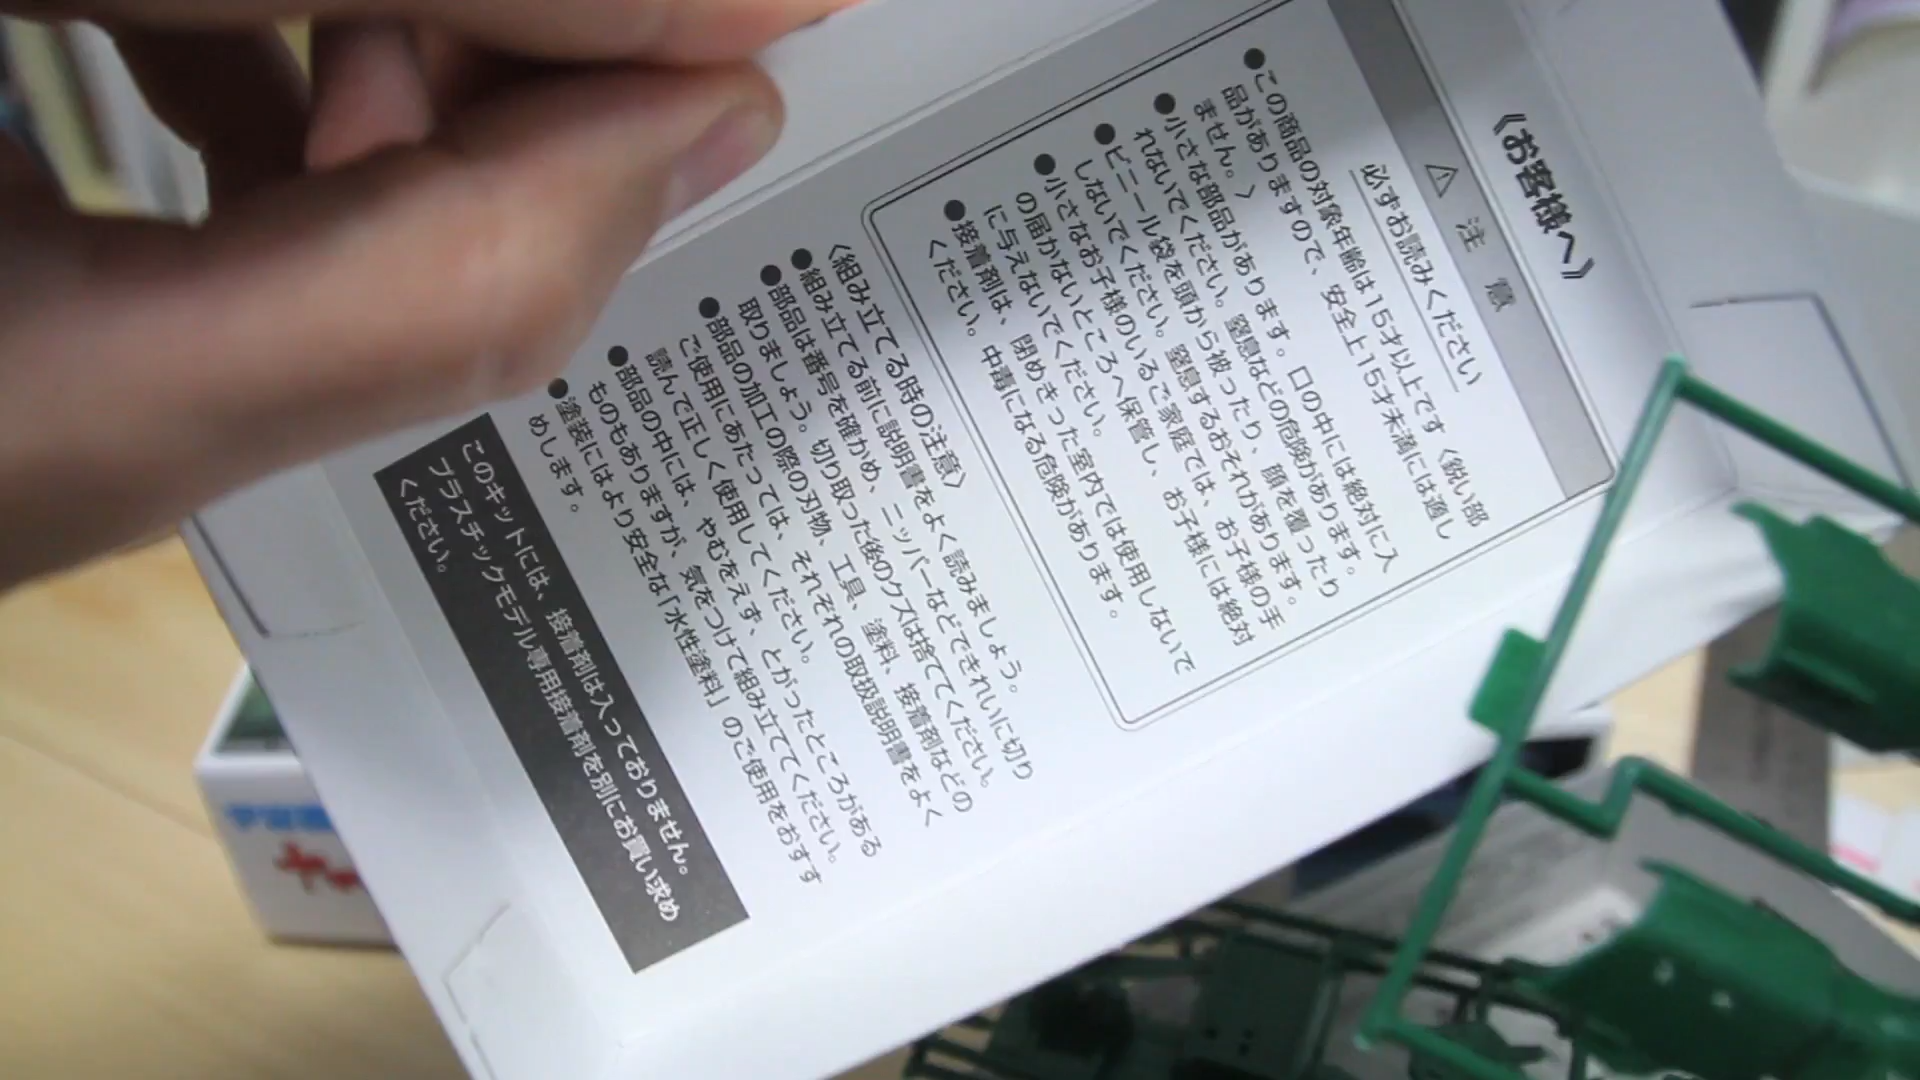 《お客様へ》
⚠ 注 意
必ずお読みください
●この商品の対象年齢は15才以上です〈鋭い部
品がありますので、安全上15才未満には適し
ません。〉
●小さな部品があります。口の中には絶対に入
れないでください。窒息などの危険があります。
●ビニール袋を頭から被ったり、顔を覆ったり
しないでください。窒息するおそれがあります。
●小さなお子様のいるご家庭では、お子様の手
の届かないところへ保管し、お子様には絶対
に与えないでください。
●接着剤は、閉めきった室内では使用しないで
ください。中毒になる危険があります。
〈組み立てる時の注意〉
●組み立てる前に説明書をよく読みましょう。
●部品は番号を確かめ、ニッパーなどできれいに切り
取りましょう。切り取った後のクズは捨ててください。
●部品の加工の際の刃物、工具、塗料、接着剤などの
ご使用にあたっては、それぞれの取扱説明書をよく
読んで正しく使用してください。
●部品の中には、やむをえず、とがったところがある
ものもありますが、気をつけて組み立ててください。
●塗装にはより安全な「水性塗料」のご使用をおすす
めします。
このキットには、接着剤は入っておりません。
プラスチックモデル専用接着剤を別にお買い求め
ください。